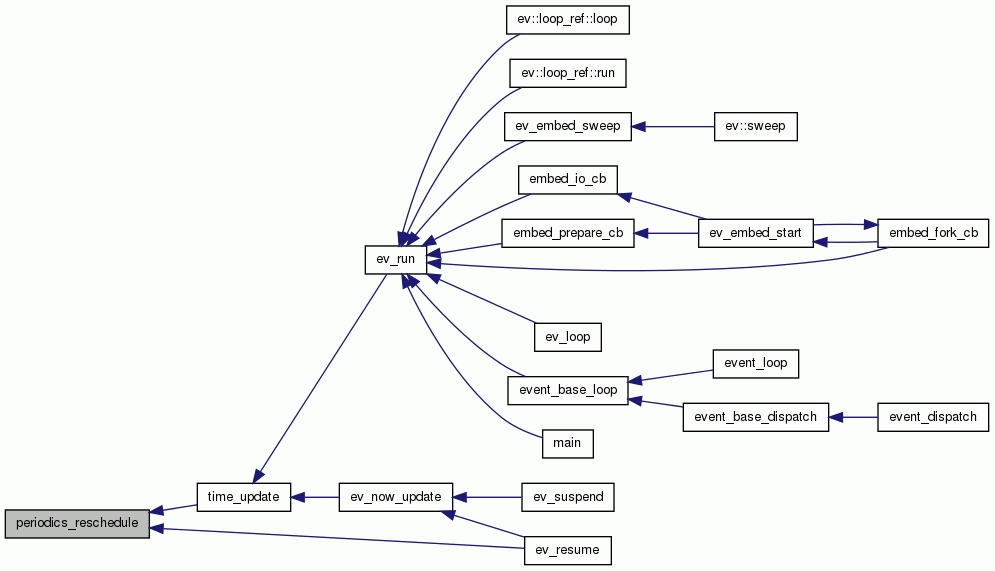 ev::loop_ref::loop
ev::loop_ref::run
ev_embed_sweep
ev::sweep
embed_io_cb
embed_prepare_cb
ev_embed_start
embed_fork_cb
ev_run
ev_loop
event_loop
event_base_loop
event_base_dispatch
event_dispatch
main
time_update
ev_now_update
ev_suspend
periodics_reschedule
ev_resume